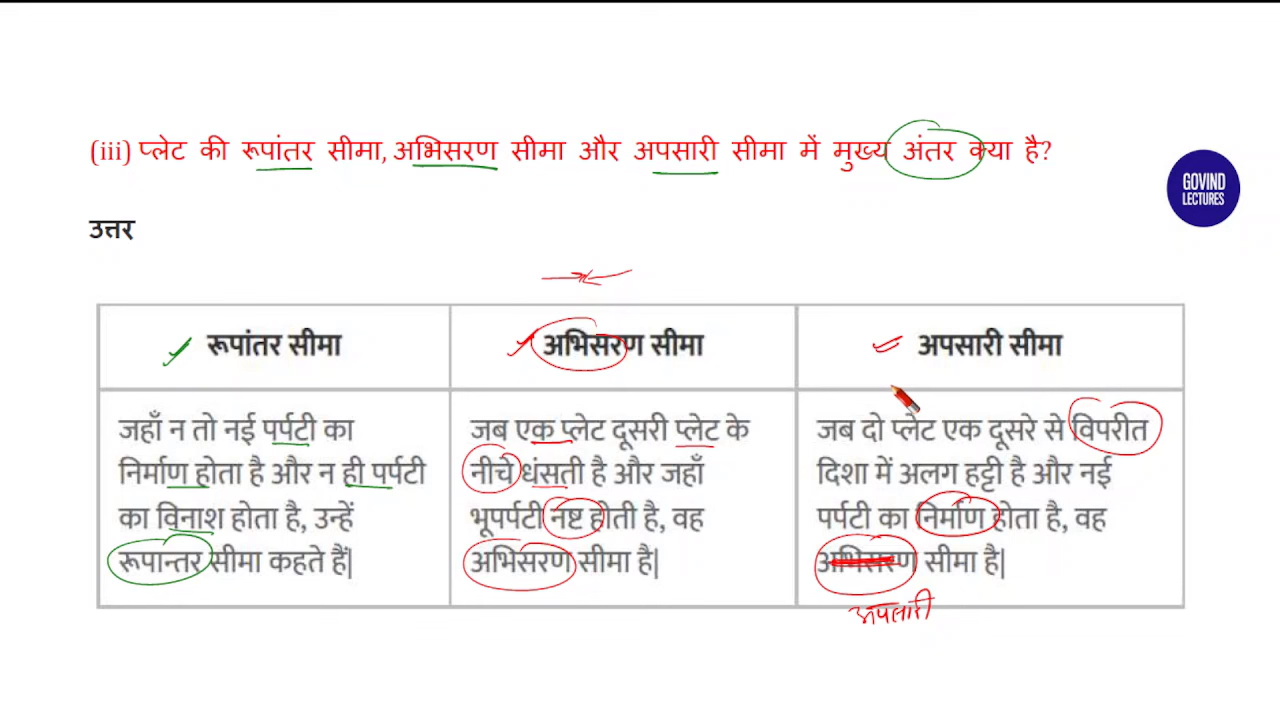 (iii) प्लेट की रूपांतर सीमा, अभिसरण सीमा और अपसारी सीमा में मुख्य अंतर क्या है?
GOVIND
LECTURES
उत्तर
रूपांतर सीमा
अभिसरण सीमा
अपसारी सीमा
जहाँ न तो नई पर्पटी का
निर्माण होता है और न ही पर्पटी
का विनाश होता है, उन्हें
रूपान्तर सीमा कहते हैं|
जब एक प्लेट दूसरी प्लेट के
नीचे धंसती है और जहाँ
भूपर्पटी नष्ट होती है, वह
अभिसरण सीमा है|
जब दो प्लेट एक दूसरे से विपरीत
दिशा में अलग हट्टी है और नई
पर्पटी का निर्माण होता है, वह
अभिसरण सीमा है|
अपसारी